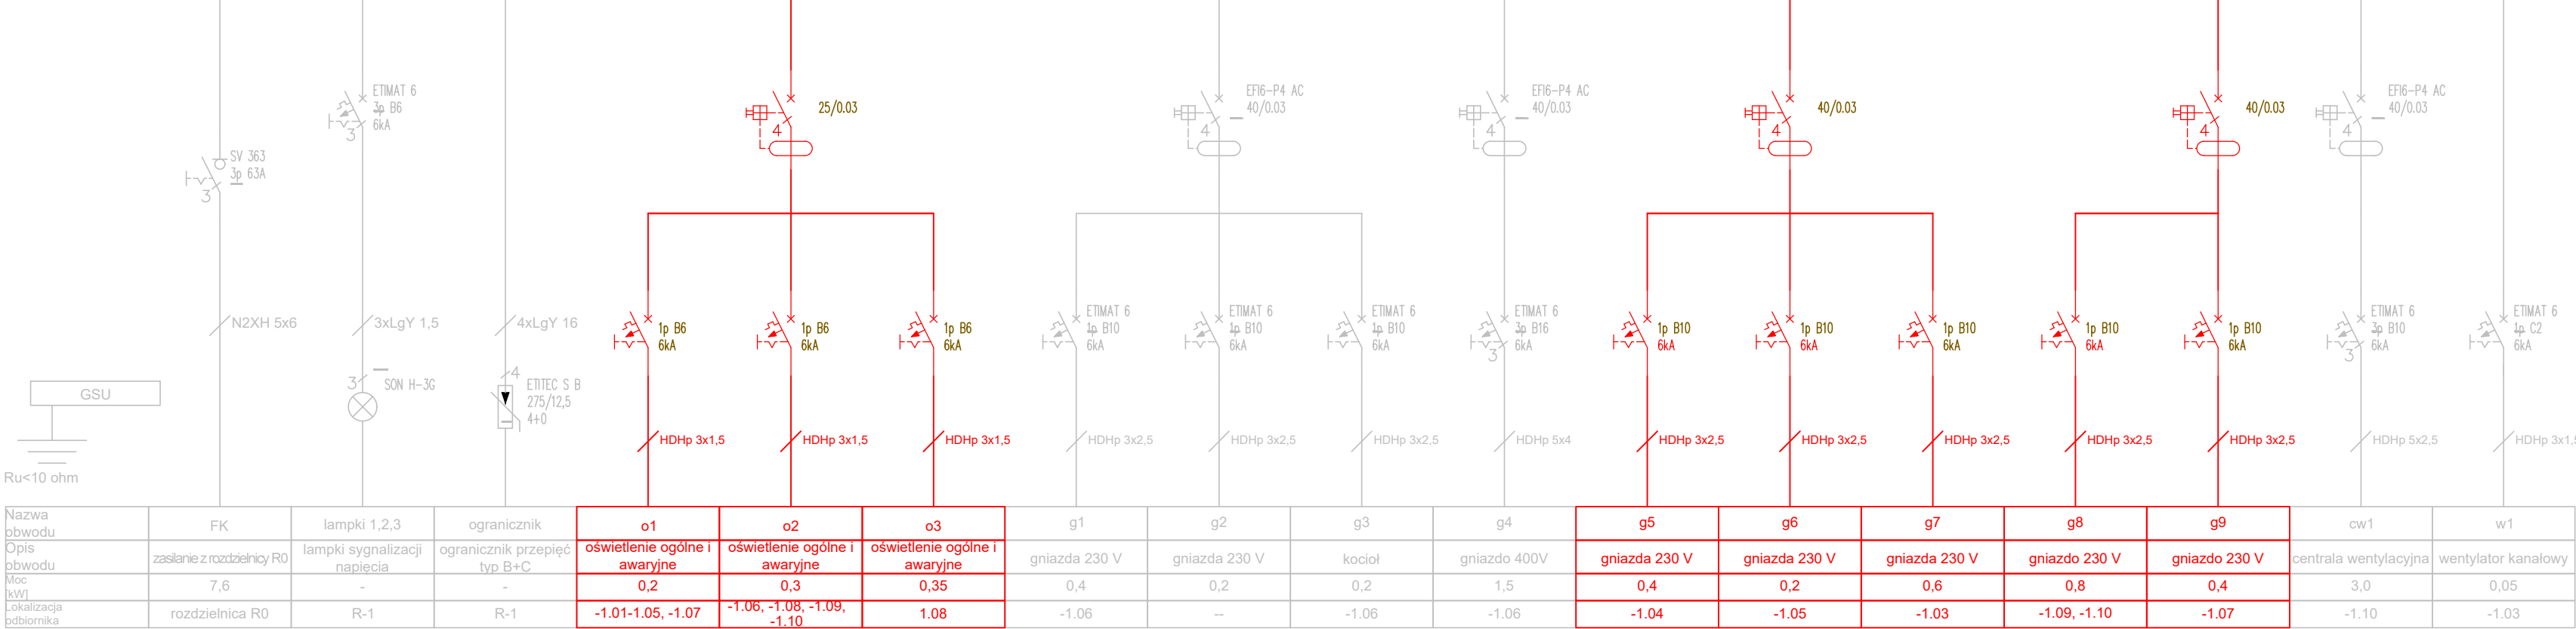 ETIMAT 6
3p B6
6kA
3
25/0.03
4
EFI6-P4 AC
40/0.03
4
EFI6-P4 AC
40/0.03
4
40/0.03
4
40/0.03
4
EFI6-P4 AC
40/0.03
4
SV 363
3p 63A
3
N2XH 5x6
3xLgY 1,5
4xLgY 16
1p B6
6kA
1p B6
6kA
1p B6
6kA
ETIMAT 6
1p B10
6kA
ETIMAT 6
1p B10
6kA
ETIMAT 6
1p B10
6kA
ETIMAT 6
3p B16
6kA
3
1p B10
6kA
1p B10
6kA
1p B10
6kA
1p B10
6kA
1p B10
6kA
ETIMAT 6
3p B10
6kA
3
ETIMAT 6
1p C2
6kA
GSU
3
SON H-3G
4
ETITEC S B
275/12,5
4+0
HDHp 3x1,5
HDHp 3x1,5
HDHp 3x1,5
HDHp 3x2,5
HDHp 3x2,5
HDHp 3x2,5
HDHp 5x4
HDHp 3x2,5
HDHp 3x2,5
HDHp 3x2,5
HDHp 3x2,5
HDHp 3x2,5
HDHp 5x2,5
HDHp 3x1,5
Ru<10 ohm
Nazwa
obwodu
FK
lampki 1,2,3
ogranicznik
o1
o2
o3
g1
g2
g3
g4
g5
g6
g7
g8
g9
cw1
w1
Opis
obwodu
zasilanie z rozdzielnicy R0
lampki sygnalizacji
napięcia
ogranicznik przepięć
typ B+C
oświetlenie ogólne i
awaryjne
oświetlenie ogólne i
awaryjne
oświetlenie ogólne i
awaryjne
gniazda 230 V
gniazda 230 V
kocioł
gniazdo 400V
gniazda 230 V
gniazda 230 V
gniazda 230 V
gniazdo 230 V
gniazdo 230 V
centrala wentylacyjna
wentylator kanałowy
Moc
[kW]
7,6
-
-
0,2
0,3
0,35
0,4
0,2
0,2
1,5
0,4
0,2
0,6
0,8
0,4
3,0
0,05
Lokalizacja
odbiornika
rozdzielnica R0
R-1
R-1
-1.01-1.05, -1.07
-1.06, -1.08, -1.09,
-1.10
1.08
-1.06
--
-1.06
-1.06
-1.04
-1.05
-1.03
-1.09, -1.10
-1.07
-1.10
-1.03